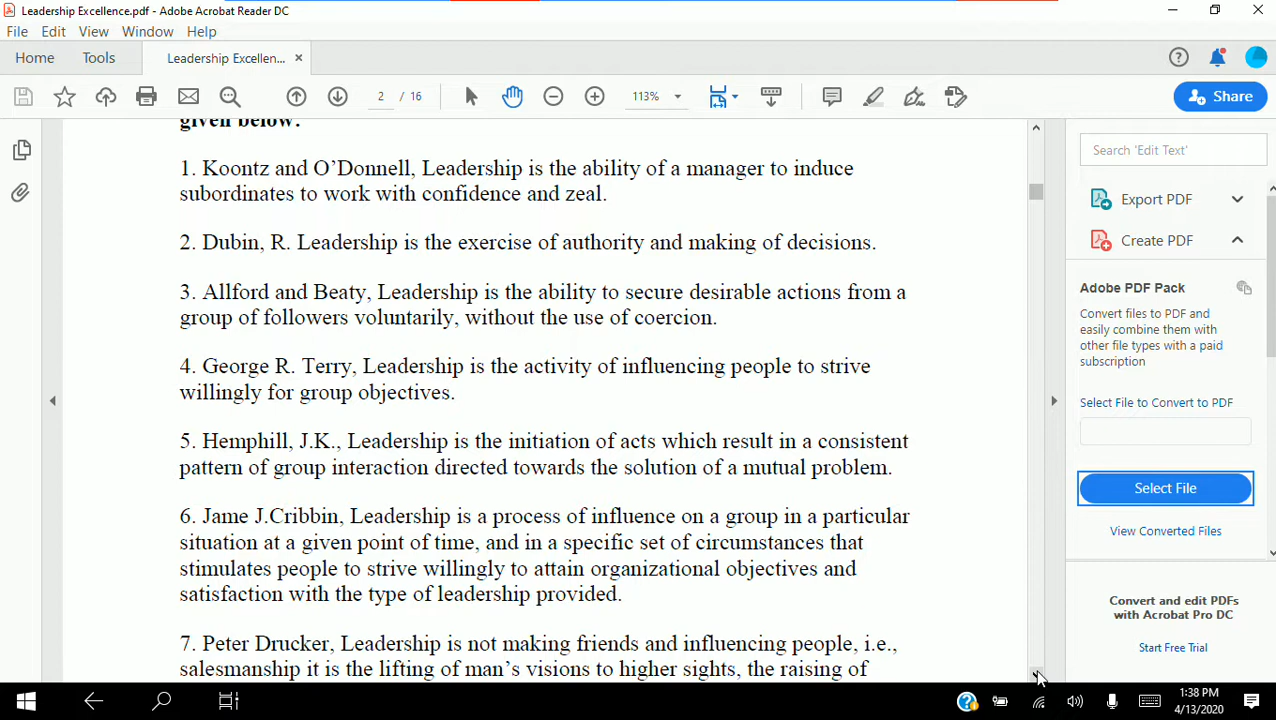 Leadership Excellence.pdf - Adobe Acrobat Reader DC
File Edit View Window Help
Home Tools Leadership Excellen... ×
2 / 16 113% Share
given below:
1. Koontz and O’Donnell, Leadership is the ability of a manager to induce
subordinates to work with confidence and zeal.
2. Dubin, R. Leadership is the exercise of authority and making of decisions.
3. Allford and Beaty, Leadership is the ability to secure desirable actions from a
group of followers voluntarily, without the use of coercion.
4. George R. Terry, Leadership is the activity of influencing people to strive
willingly for group objectives.
5. Hemphill, J.K., Leadership is the initiation of acts which result in a consistent
pattern of group interaction directed towards the solution of a mutual problem.
6. Jame J.Cribbin, Leadership is a process of influence on a group in a particular
situation at a given point of time, and in a specific set of circumstances that
stimulates people to strive willingly to attain organizational objectives and
satisfaction with the type of leadership provided.
7. Peter Drucker, Leadership is not making friends and influencing people, i.e.,
salesmanship it is the lifting of man’s visions to higher sights, the raising of
Search 'Edit Text'
Export PDF
Create PDF
Adobe PDF Pack
Convert files to PDF and
easily combine them with
other file types with a paid
subscription
Select File to Convert to PDF
Select File
View Converted Files
Convert and edit PDFs
with Acrobat Pro DC
Start Free Trial
1:38 PM
4/13/2020